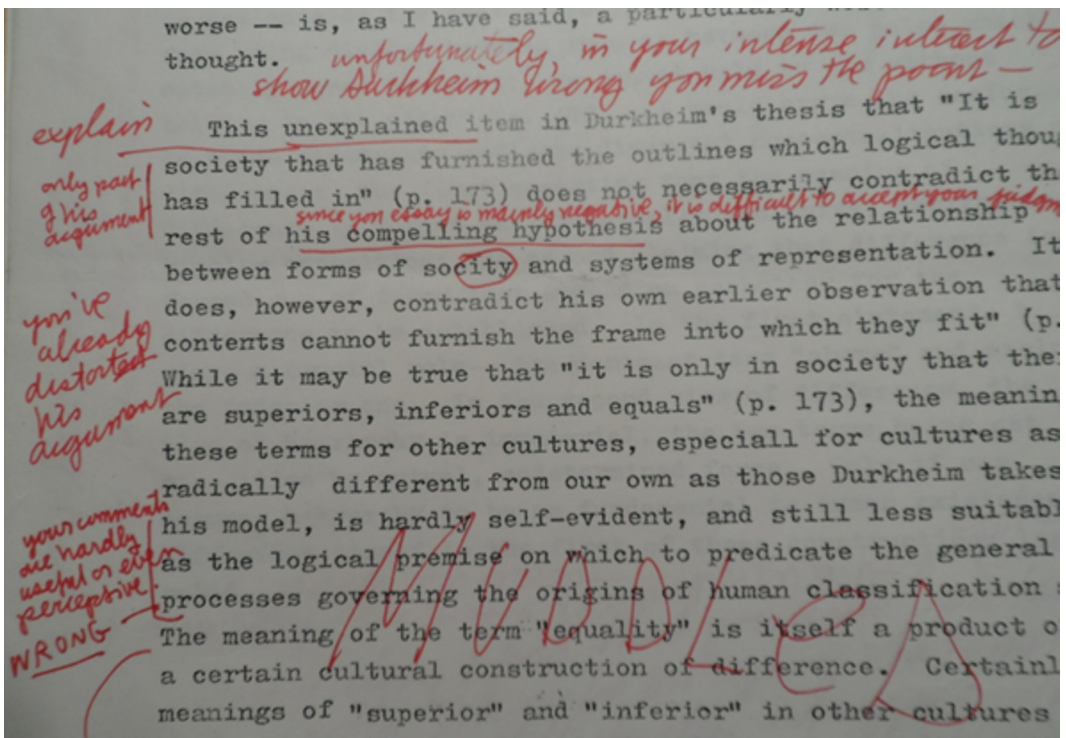 worse -- is, as I have said, a particularly
thought. unfortunately, in your intense interest to
show Durkheim wrong you miss the point —
explain
This unexplained item in Durkheim's thesis that "It is
society that has furnished the outlines which logical thou
only part
of his
argument
has filled in" (p. 173) does not necessarily contradict th
since your essay is mainly negative, it is difficult to accept your
rest of his compelling hypothesis about the relationship
between forms of socity and systems of representation. It
does, however, contradict his own earlier observation that
you've
already
distorted
his
argument
contents cannot furnish the frame into which they fit" (p.
While it may be true that "it is only in society that the
are superiors, inferiors and equals" (p. 173), the meanin
these terms for other cultures, especiall for cultures as
radically different from our own as those Durkheim takes
your comments
are hardly
useful or even
perceptive
WRONG
his model, is hardly self-evident, and still less suitabl
as the logical premise on which to predicate the general
processes governing the origins of human classification
MUDDLED
The meaning of the term "equality" is itself a product o
a certain cultural construction of difference. Certainl
meanings of "superior" and "inferior" in other cultures